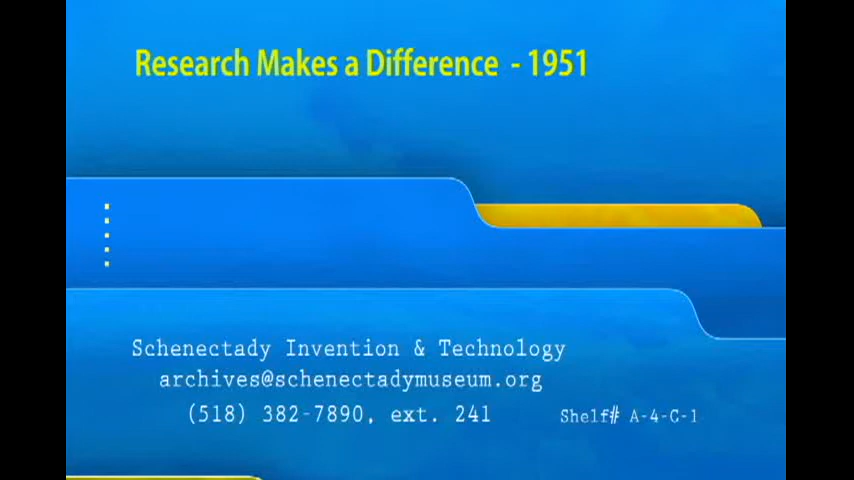 Research Makes a Difference - 1951
Schenectady Invention & Technology
archives@schenectadymuseum.org
(518) 382-7890, ext. 241
Shelf# A-4-C-1